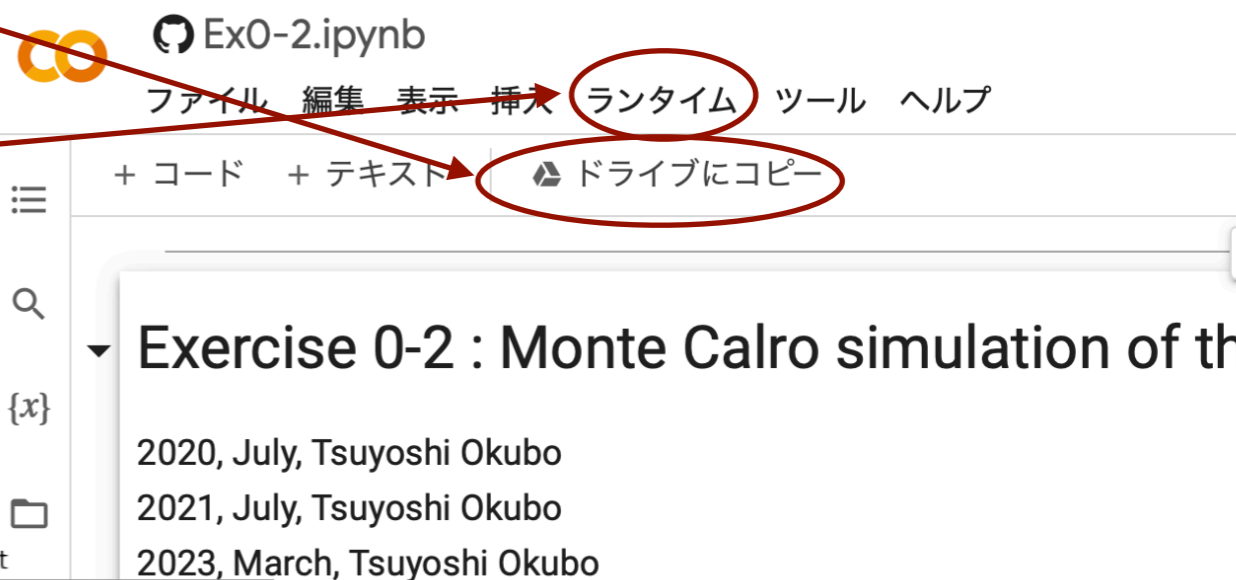 Ex0-2.ipynb
ファイル 編集 表示 挿入 ランタイム ツール ヘルプ
+ コード + テキスト ドライブにコピー
{x}
Exercise 0-2 : Monte Calro simulation of th
2020, July, Tsuyoshi Okubo
2021, July, Tsuyoshi Okubo
2023, March, Tsuyoshi Okubo
t